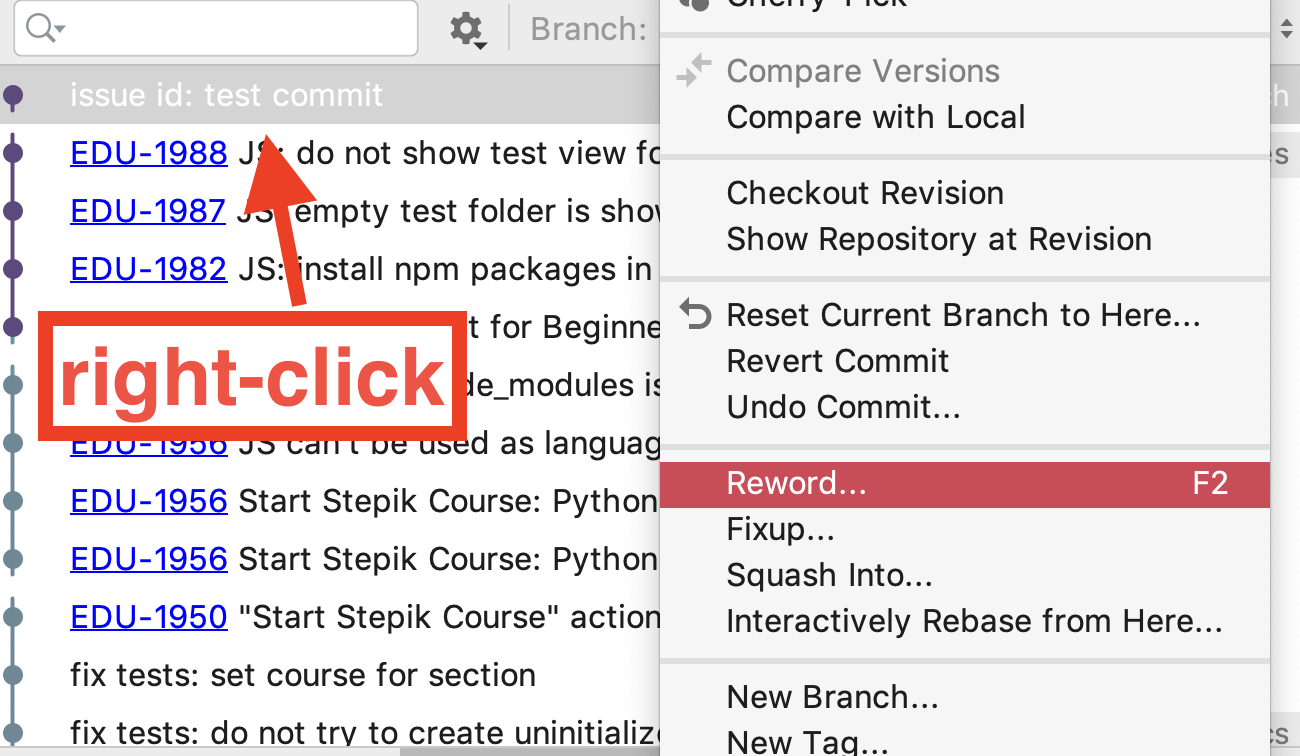 Branch:
issue id: test commit
EDU-1988 JS: do not show test view fo
EDU-1987 JS: empty test folder is show
EDU-1982 JS: install npm packages in
t for Beginne
right-click
de_modules is
EDU-1956 JS can't be used as languag
EDU-1956 Start Stepik Course: Python
EDU-1956 Start Stepik Course: Python
EDU-1950 "Start Stepik Course" action
fix tests: set course for section
fix tests: do not try to create uninitialize
Cherry-Pick
Compare Versions
Compare with Local
Checkout Revision
Show Repository at Revision
Reset Current Branch to Here...
Revert Commit
Undo Commit...
Reword... F2
Fixup...
Squash Into...
Interactively Rebase from Here...
New Branch...
New Tag...